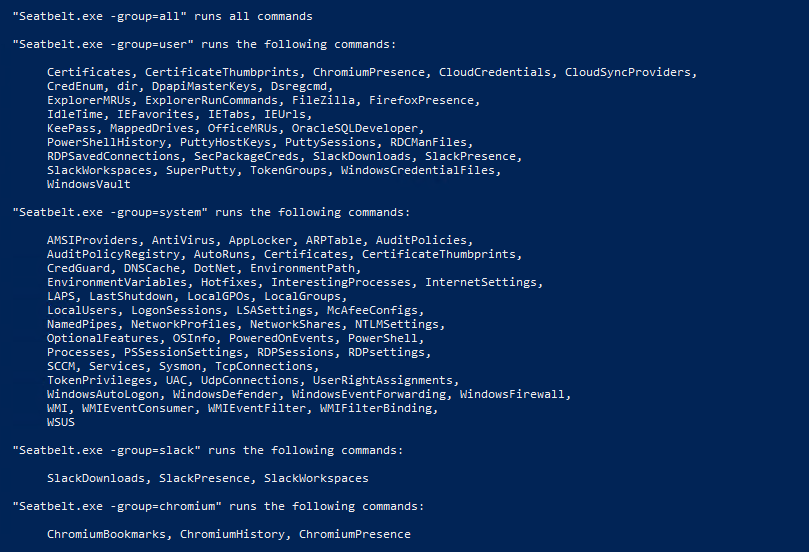 "Seatbelt.exe -group=all" runs all commands
"Seatbelt.exe -group=user" runs the following commands:
Certificates, CertificateThumbprints, ChromiumPresence, CloudCredentials, CloudSyncProviders,
CredEnum, dir, DpapiMasterKeys, Dsregcmd,
ExplorerMRUs, ExplorerRunCommands, FileZilla, FirefoxPresence,
IdleTime, IEFavorites, IETabs, IEUrls,
KeePass, MappedDrives, OfficeMRUs, OracleSQLDeveloper,
PowerShellHistory, PuttyHostKeys, PuttySessions, RDCManFiles,
RDPSavedConnections, SecPackageCreds, SlackDownloads, SlackPresence,
SlackWorkspaces, SuperPutty, TokenGroups, WindowsCredentialFiles,
WindowsVault
"Seatbelt.exe -group=system" runs the following commands:
AMSIProviders, AntiVirus, AppLocker, ARPTable, AuditPolicies,
AuditPolicyRegistry, AutoRuns, Certificates, CertificateThumbprints,
CredGuard, DNSCache, DotNet, EnvironmentPath,
EnvironmentVariables, Hotfixes, InterestingProcesses, InternetSettings,
LAPS, LastShutdown, LocalGPOs, LocalGroups,
LocalUsers, LogonSessions, LSASettings, McAfeeConfigs,
NamedPipes, NetworkProfiles, NetworkShares, NTLMSettings,
OptionalFeatures, OSInfo, PoweredOnEvents, PowerShell,
Processes, PSSessionSettings, RDPSessions, RDPsettings,
SCCM, Services, Sysmon, TcpConnections,
TokenPrivileges, UAC, UdpConnections, UserRightAssignments,
WindowsAutoLogon, WindowsDefender, WindowsEventForwarding, WindowsFirewall,
WMI, WMIEventConsumer, WMIEventFilter, WMIFilterBinding,
WSUS
"Seatbelt.exe -group=slack" runs the following commands:
SlackDownloads, SlackPresence, SlackWorkspaces
"Seatbelt.exe -group=chromium" runs the following commands:
ChromiumBookmarks, ChromiumHistory, ChromiumPresence